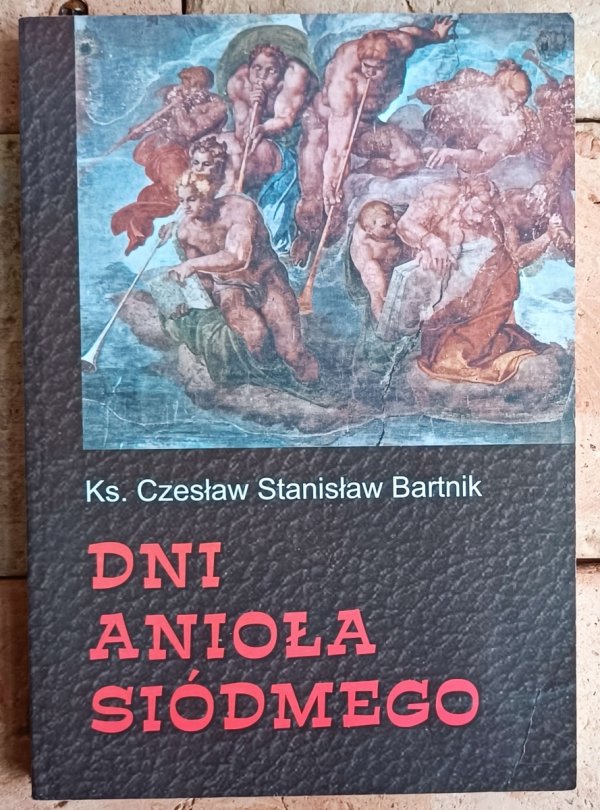 Ks. Czesław Stanisław Bartnik
DNI
ANIOŁA
SIÓDMEGO